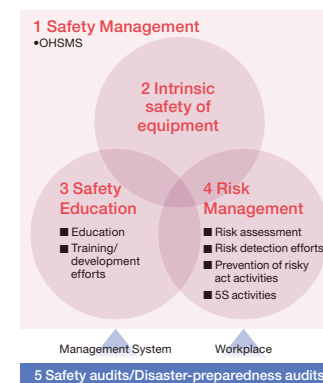 1 Safety Management
•OHSMS
2 Intrinsic
safety of
equipment
3 Safety
Education
■ Education
■ Training/
development
efforts
4 Risk
Management
■ Risk assessment
■ Risk detection efforts
■ Prevention of risky
act activities
■ 5S activities
Management System
Workplace
5 Safety audits/Disaster-preparedness audits